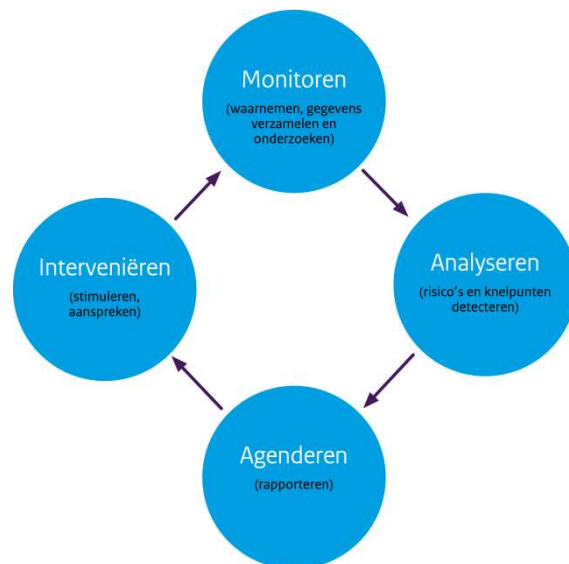 Monitoren
(waarnemen, gegevens
verzamelen en
onderzoeken)
Analyseren
(risico's en knelpunten
detecteren)
Agenderen
(rapporteren)
Interveniëren
(stimuleren,
aanspreken)